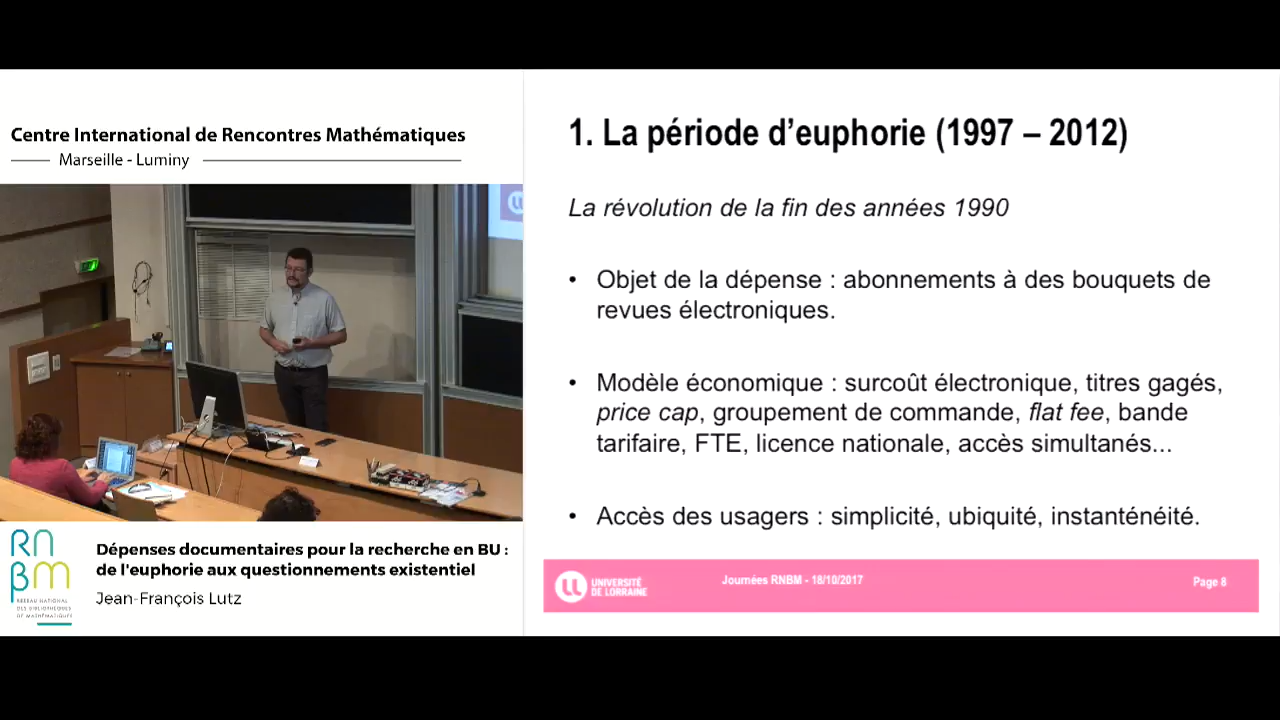 Centre International de Rencontres Mathématiques
Marseille - Luminy
RNBM
RÉSEAU NATIONAL
DES BIBLIOTHÈQUES
DE MATHÉMATIQUES
Dépenses documentaires pour la recherche en BU :
de l'euphorie aux questionnements existentiel
Jean-François Lutz
1. La période d'euphorie (1997 – 2012)
La révolution de la fin des années 1990
• Objet de la dépense : abonnements à des bouquets de
revues électroniques.
• Modèle économique : surcoût électronique, titres gagés,
price cap, groupement de commande, flat fee, bande
tarifaire, FTE, licence nationale, accès simultanés...
• Accès des usagers : simplicité, ubiquité, instanténéité.
UNIVERSITÉ
DE LORRAINE
Journées RNBM - 18/10/2017
Page 8